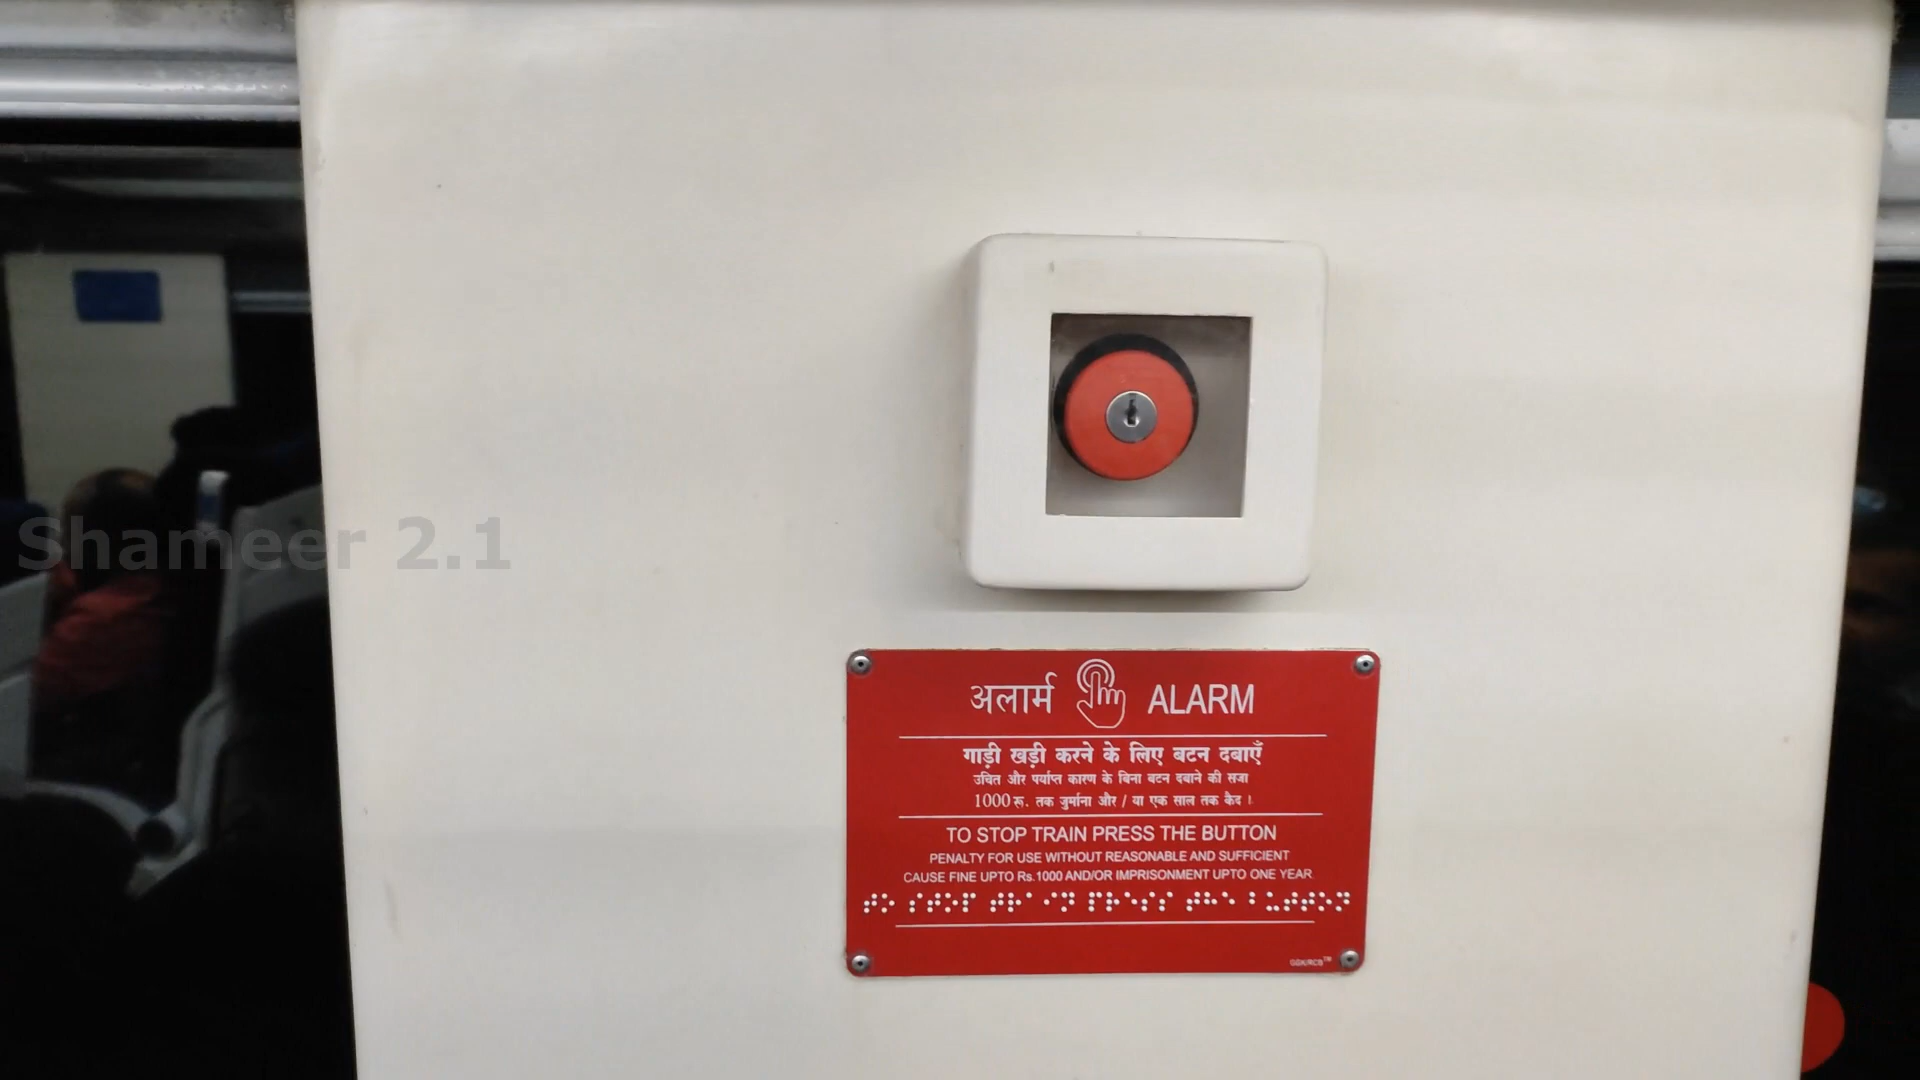 Shameer 2.1
अलार्म ALARM
गाड़ी खड़ी करने के लिए बटन दबाएँ
उचित और पर्याप्त कारण के बिना बटन दबाने की सजा
1000 रू. तक जुर्माना और / या एक साल तक कैद ।
TO STOP TRAIN PRESS THE BUTTON
PENALTY FOR USE WITHOUT REASONABLE AND SUFFICIENT
CAUSE FINE UPTO Rs.1000 AND/OR IMPRISONMENT UPTO ONE YEAR
⠞⠕ ⠎⠞⠕⠏ ⠞⠗⠁⠊⠝ ⠏⠗⠑⠎⠎ ⠞⠓⠑ ⠃⠥⠞⠞⠕⠝